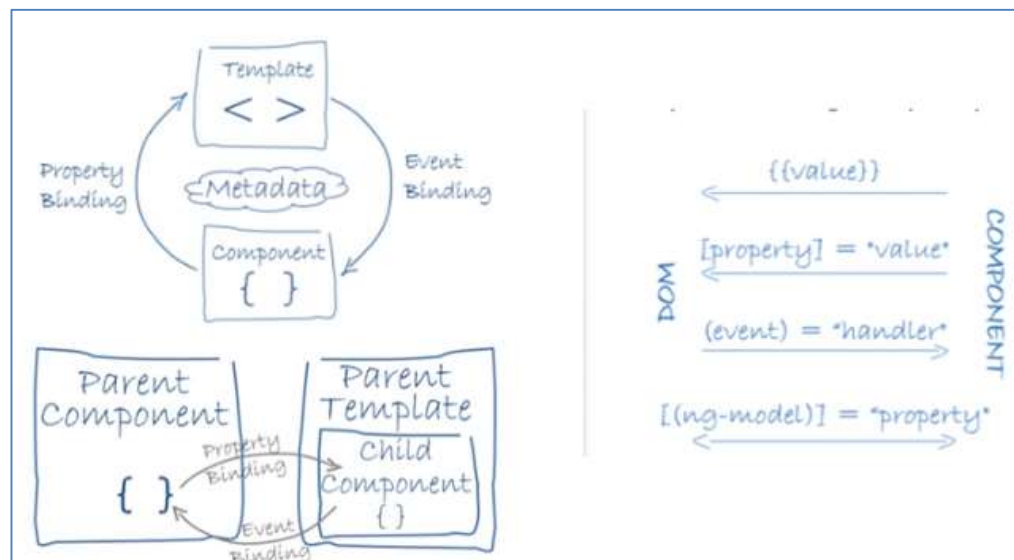 Template
< >
Property
Binding
Event
Binding
Metadata
Component
{ }
Parent
Component
{ }
Parent
Template
Child
Component
{ }
Property
Binding
Event
Binding
{{value}}
[property] = "value"
(event) = "handler"
[(ng-model)] = "property"
DOM
COMPONENT